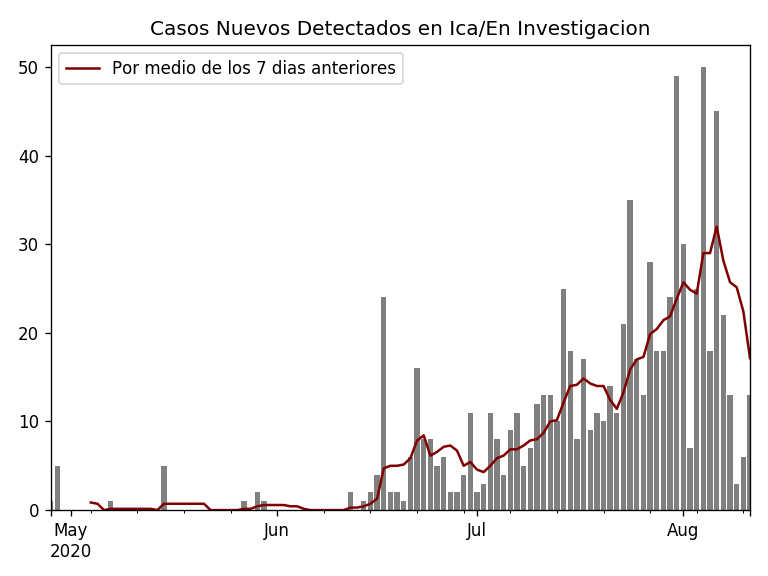 Casos Nuevos Detectados en Ica/En Investigacion
Por medio de los 7 dias anteriores
50
40
30
20
10
0
May
2020
Jun
Jul
Aug